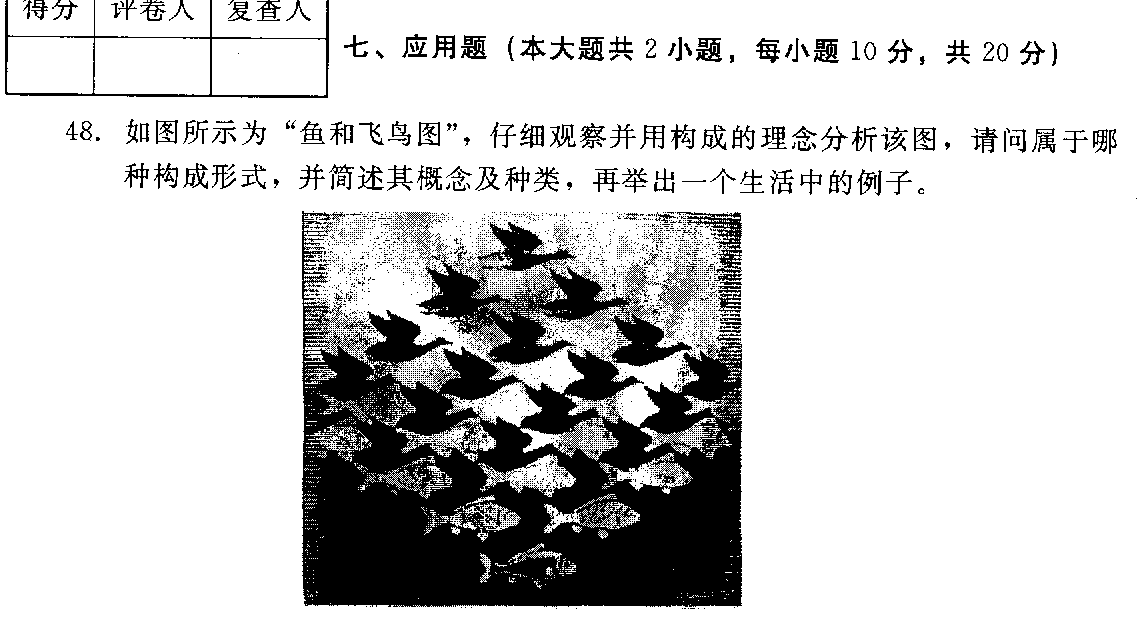 得分 评卷人 复查人
七、应用题(本大题共 2 小题,每小题 10 分,共 20 分)
48. 如图所示为“鱼和飞鸟图”,仔细观察并用构成的理念分析该图,请问属于哪
种构成形式,并简述其概念及种类,再举出一个生活中的例子。